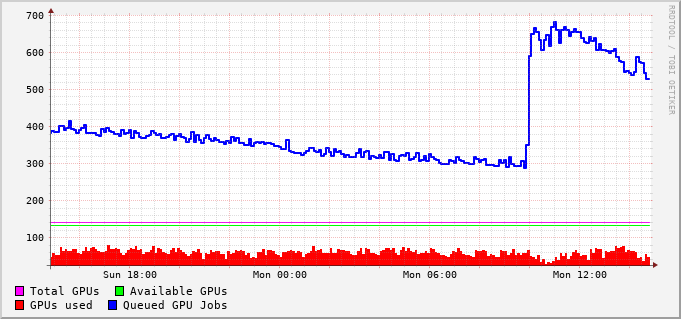 700
600
500
400
300
200
100
Sun 18:00 Mon 00:00 Mon 06:00 Mon 12:00
Total GPUs Available GPUs
GPUs used Queued GPU Jobs
RRDTOOL / TOBI OETIKER